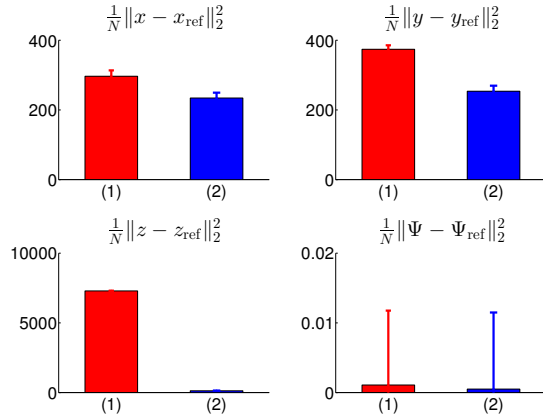 1/N ‖x − x_ref‖₂² 1/N ‖y − y_ref‖₂²
400 400
200 200
0 0
(1) (2) (1) (2)
1/N ‖z − z_ref‖₂² 1/N ‖Ψ − Ψ_ref‖₂²
10000 0.02
5000 0.01
0 0
(1) (2) (1) (2)